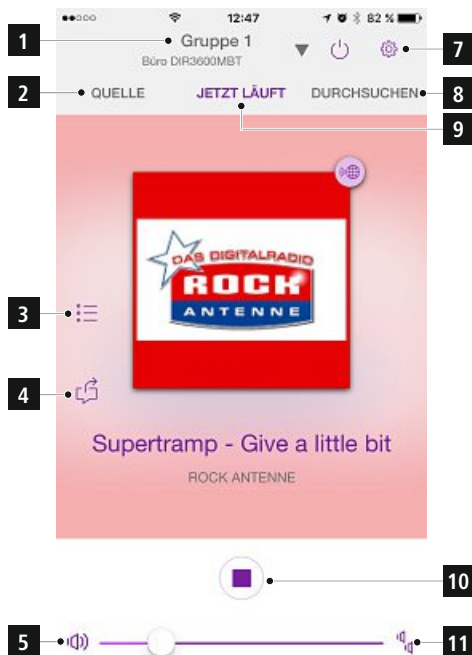 12:47
82 %
1
Gruppe 1
7
Büro DIR3600MBT
2
QUELLE
JETZT LÄUFT
DURCHSUCHEN
8
9
DAS DIGITALRADIO
ROCK
ANTENNE
3
4
Supertramp - Give a little bit
ROCK ANTENNE
10
5
11